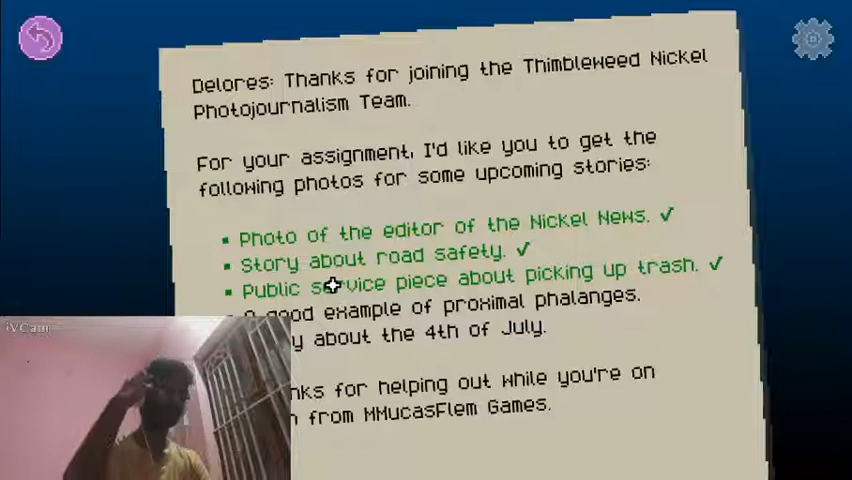 Delores: Thanks for joining the Thimbleweed Nickel
Photojournalism Team.
For your assignment, I'd like you to get the
following photos for some upcoming stories:
▪ Photo of the editor of the Nickel News. ✓
▪ Story about road safety. ✓
▪ Public service piece about picking up trash. ✓
good example of proximal phalanges.
about the 4th of July.
for helping out while you're on
from MMucasFlem Games.
iVCam